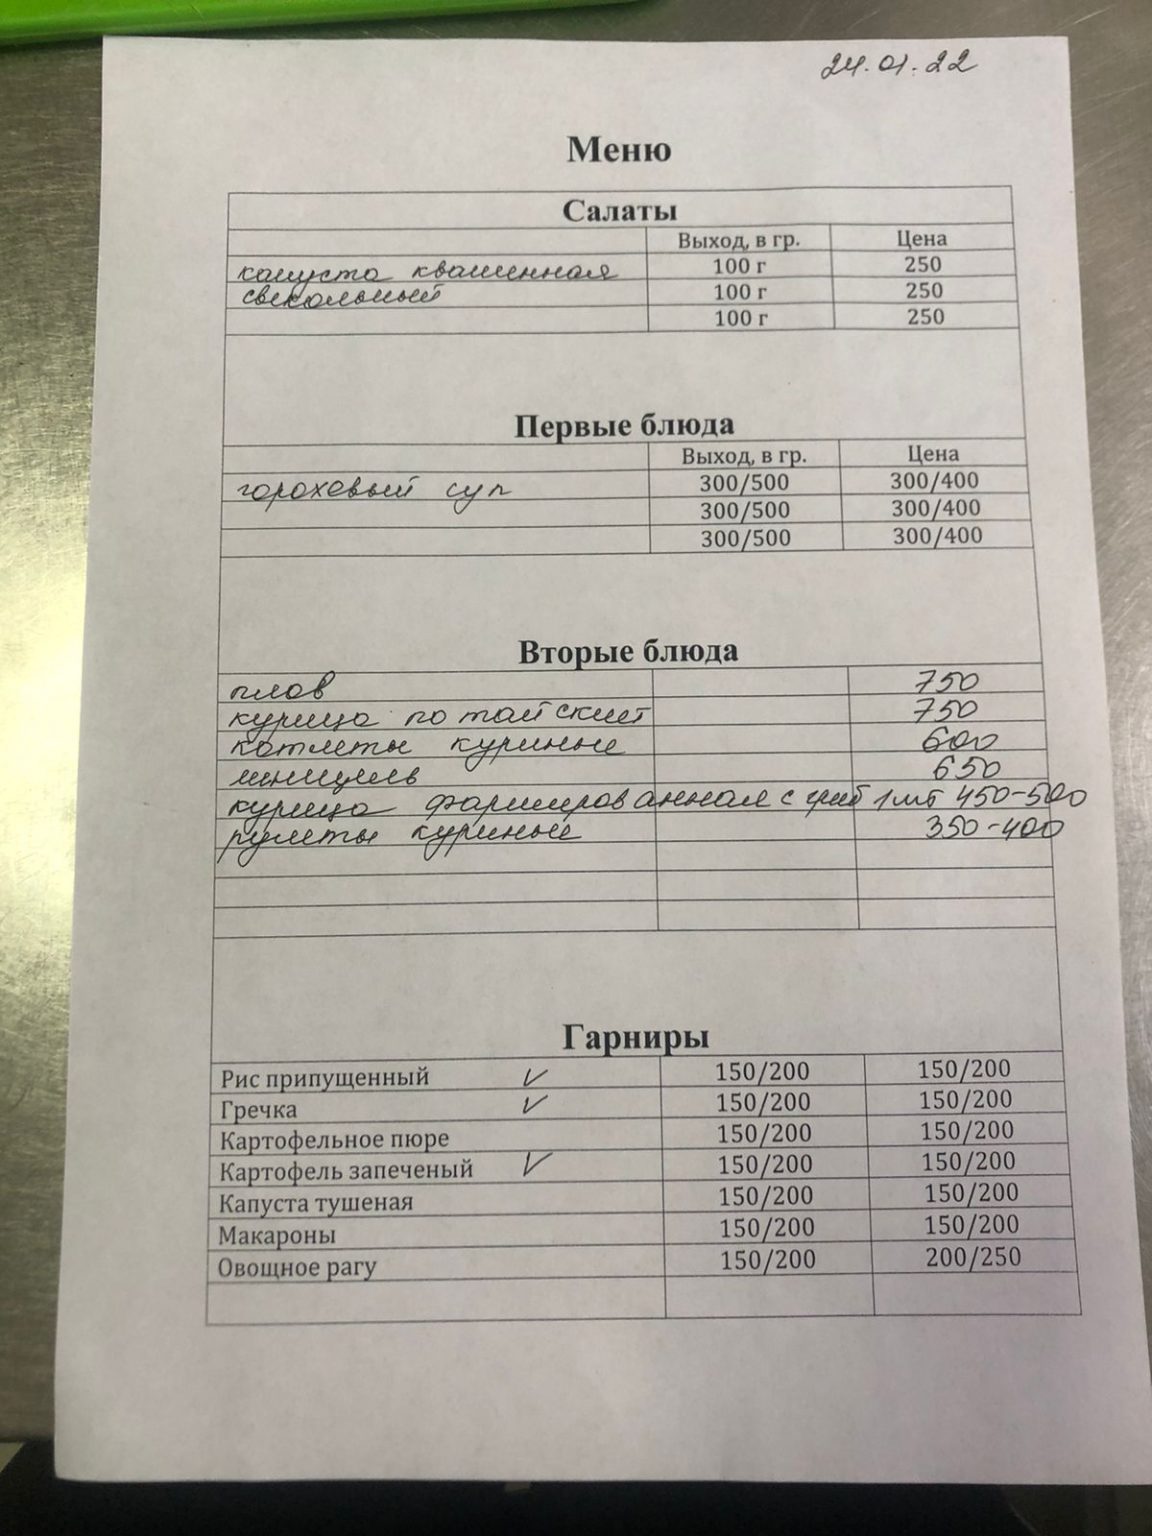 24.01.22
Меню
Салаты
Выход, в гр. Цена
капуста квашенная 100 г 250
свекольный 100 г 250
100 г 250
Первые блюда
Выход, в гр. Цена
гороховый суп 300/500 300/400
300/500 300/400
300/500 300/400
Вторые блюда
плов 750
курица по тайский 750
котлеты куриные 600
шницель 650
курица фаршированная с гриб 1шт 450-500
рулеты куриные 350-400
Гарниры
Рис припущенный ✓ 150/200 150/200
Гречка ✓ 150/200 150/200
Картофельное пюре 150/200 150/200
Картофель запеченый ✓ 150/200 150/200
Капуста тушеная 150/200 150/200
Макароны 150/200 150/200
Овощное рагу 150/200 200/250